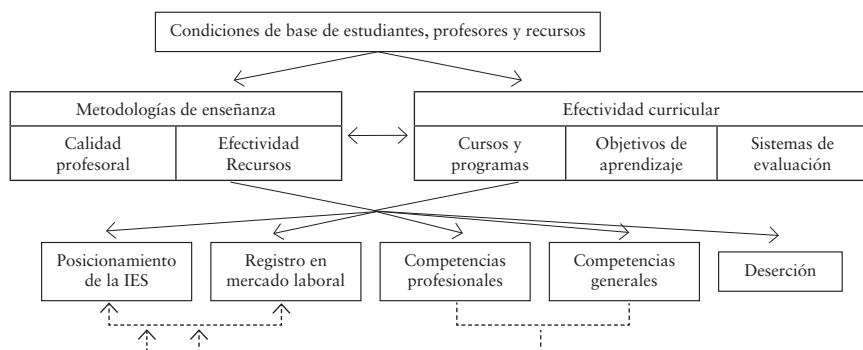 Condiciones de base de estudiantes, profesores y recursos
Metodologías de enseñanza
Efectividad curricular
Calidad
profesoral
Efectividad
Recursos
Cursos y
programas
Objetivos de
aprendizaje
Sistemas de
evaluación
Posicionamiento
de la IES
Registro en
mercado laboral
Competencias
profesionales
Competencias
generales
Deserción